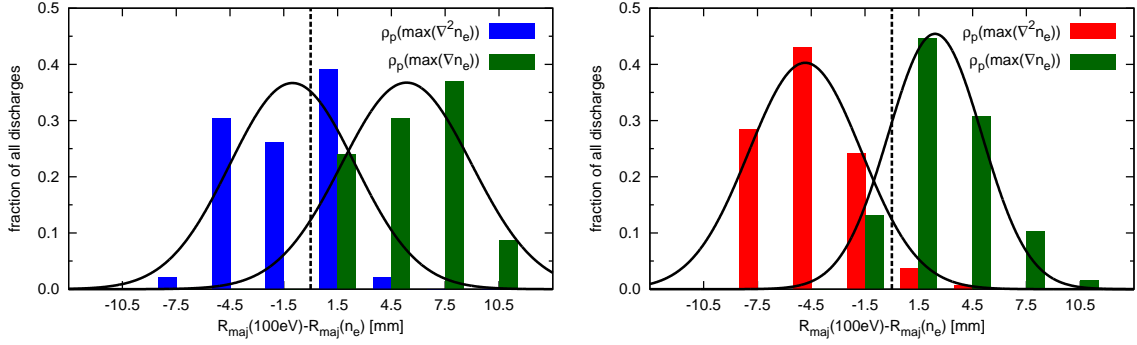 0.5
0.4
0.3
0.2
0.1
0.0
fraction of all discharges
ρp(max(∇²ne))
ρp(max(∇ne))
-10.5 -7.5 -4.5 -1.5 1.5 4.5 7.5 10.5
Rmaj(100eV)-Rmaj(ne) [mm]
0.5
0.4
0.3
0.2
0.1
0.0
fraction of all discharges
ρp(max(∇²ne))
ρp(max(∇ne))
-10.5 -7.5 -4.5 -1.5 1.5 4.5 7.5 10.5
Rmaj(100eV)-Rmaj(ne) [mm]